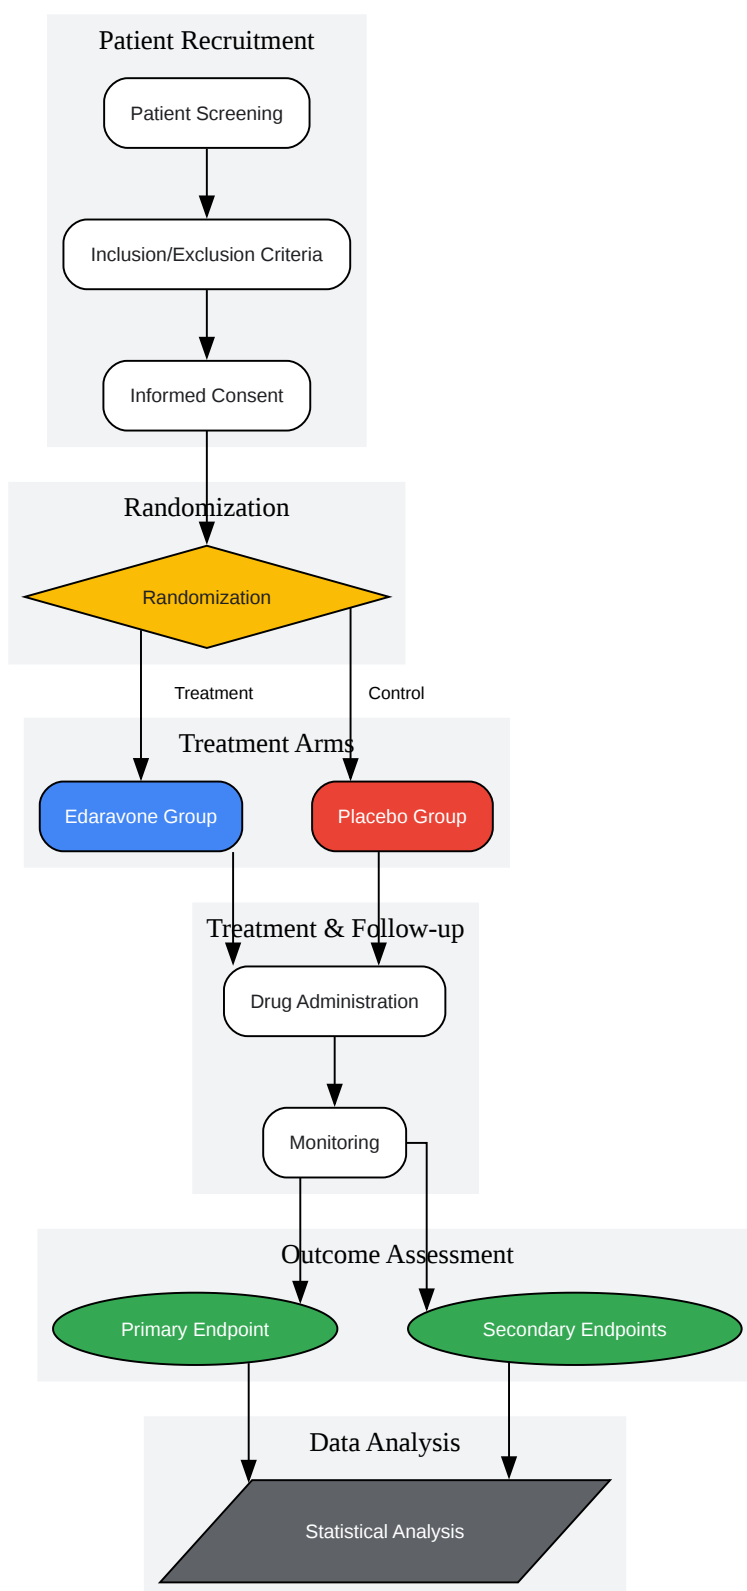 Patient Recruitment
Patient Screening
Inclusion/Exclusion Criteria
Informed Consent
Randomization
Randomization
Treatment
Control
Treatment Arms
Edaravone Group
Placebo Group
Treatment & Follow-up
Drug Administration
Monitoring
Outcome Assessment
Primary Endpoint
Secondary Endpoints
Data Analysis
Statistical Analysis